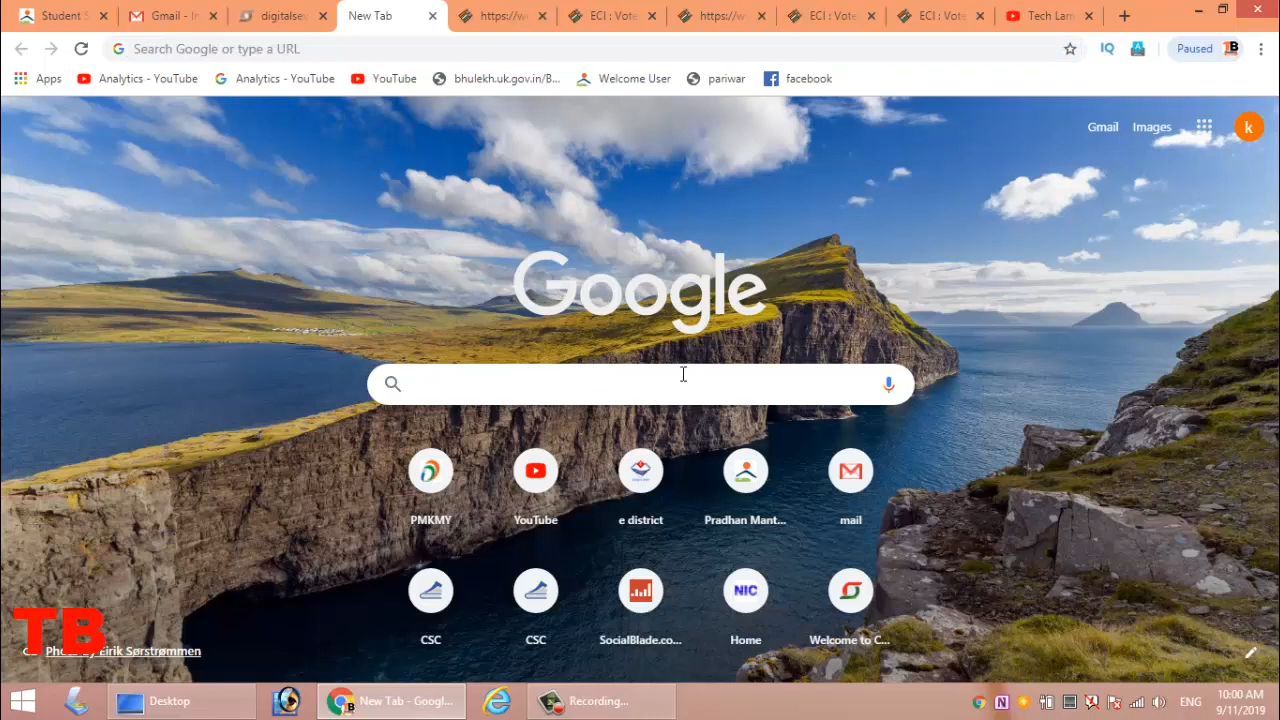 Student S
Gmail - In
digitalsev
New Tab
https://w
ECI : Vote
https://w
ECI : Vote
ECI : Vote
Tech Lam
Search Google or type a URL
IQ
Paused
Apps
Analytics - YouTube
Analytics - YouTube
YouTube
bhulekh.uk.gov.in/B...
Welcome User
pariwar
facebook
Gmail
Images
k
Google
PMKMY
YouTube
e district
Pradhan Mant...
mail
NIC
CSC
CSC
SocialBlade.co...
Home
Welcome to C...
TB
Photo by Eirik Sørstrømmen
Desktop
New Tab - Googl...
Recording...
N
ENG
10:00 AM
9/11/2019